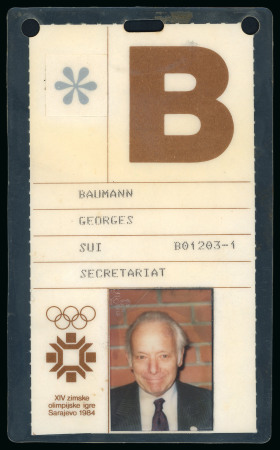 B
BAUMANN
GEORGES
SUI B01203-1
SECRETARIAT
XIV zimske
olimpijske igre
Sarajevo 1984